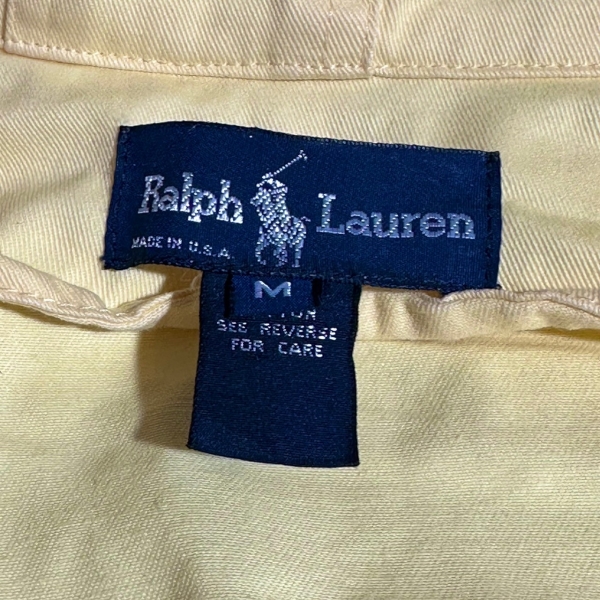 Ralph Lauren
MADE IN U.S.A.
M
SEE REVERSE
FOR CARE